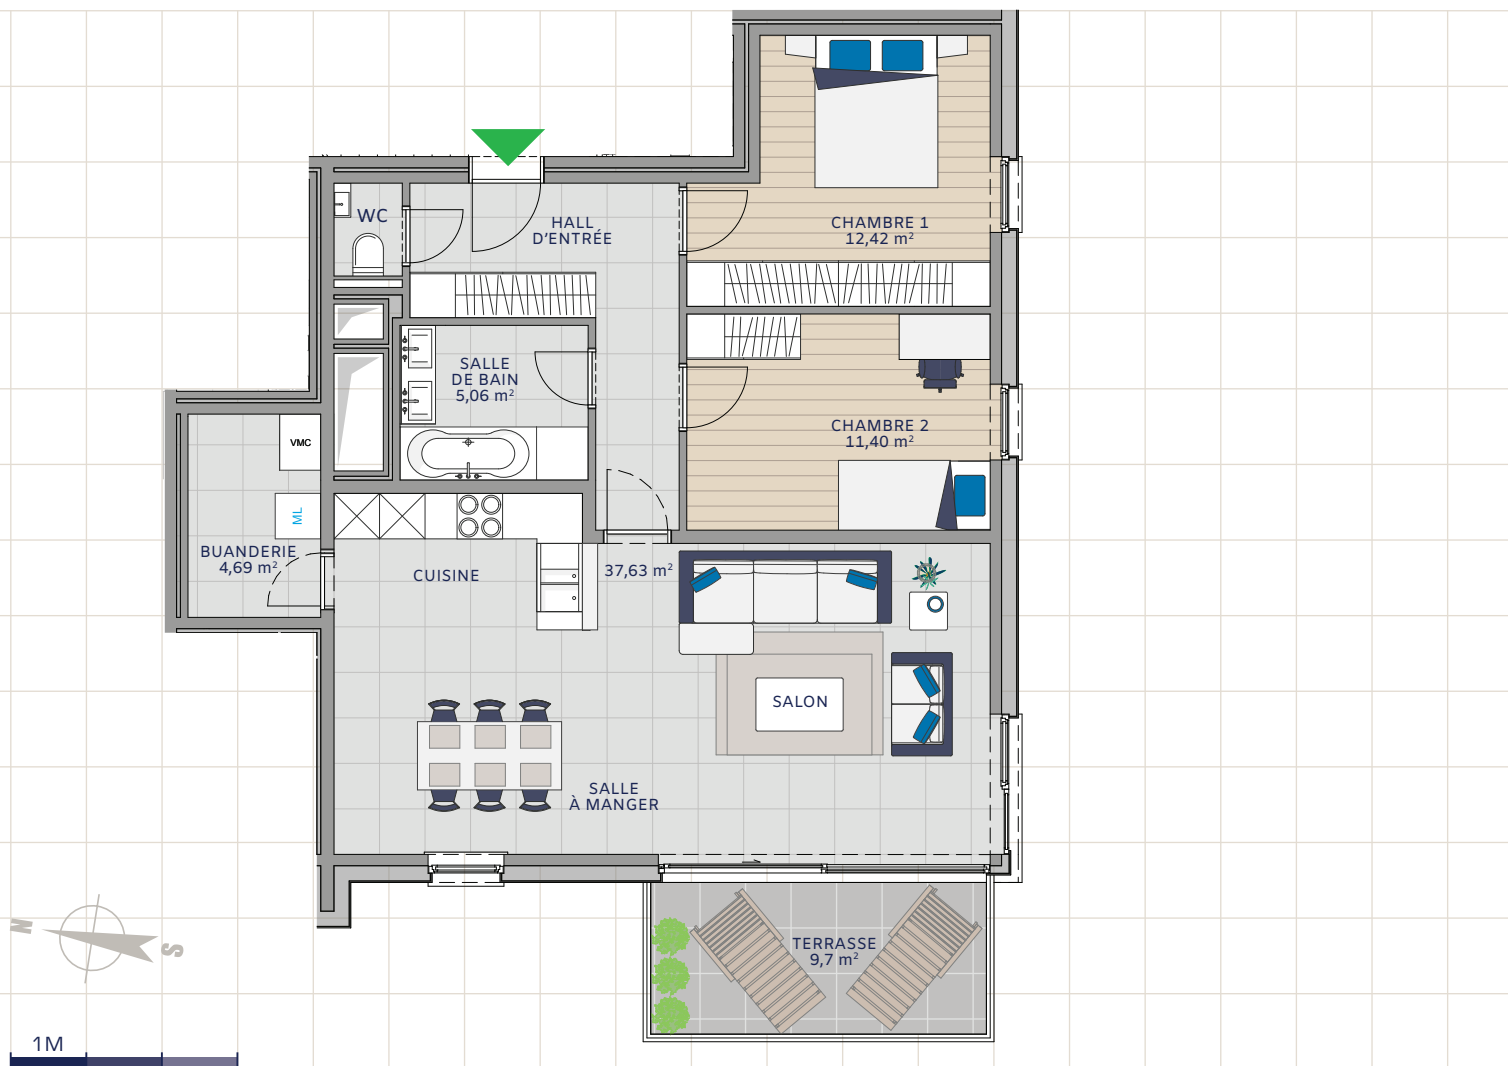 WC
HALL
D'ENTRÉE
CHAMBRE 1
12,42 m²
SALLE
DE BAIN
5,06 m²
CHAMBRE 2
11,40 m²
VMC
ML
BUANDERIE
4,69 m²
CUISINE
37,63 m²
SALON
SALLE
À MANGER
TERRASSE
9,7 m²
N
S
1M